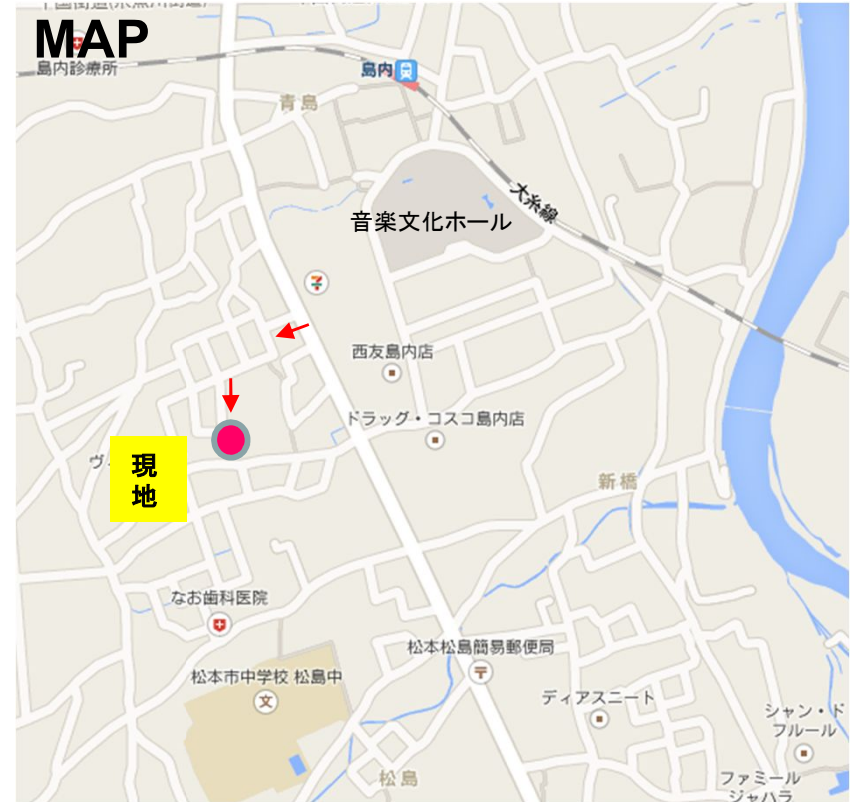 MAP
島内診療所
島内
青島
大糸線
音楽文化ホール
7
西友島内店
ドラッグ・コスコ島内店
現
地
新橋
なお歯科医院
松本松島簡易郵便局
〒
松本市中学校 松島中
文
ディアスニート
シャン・ド
フルール
松島
ファミール
ジャハラ